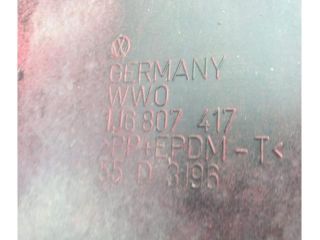 GERMANY
WWO
1J6 807 417
>PP+EPDM-T<
55 D 3196